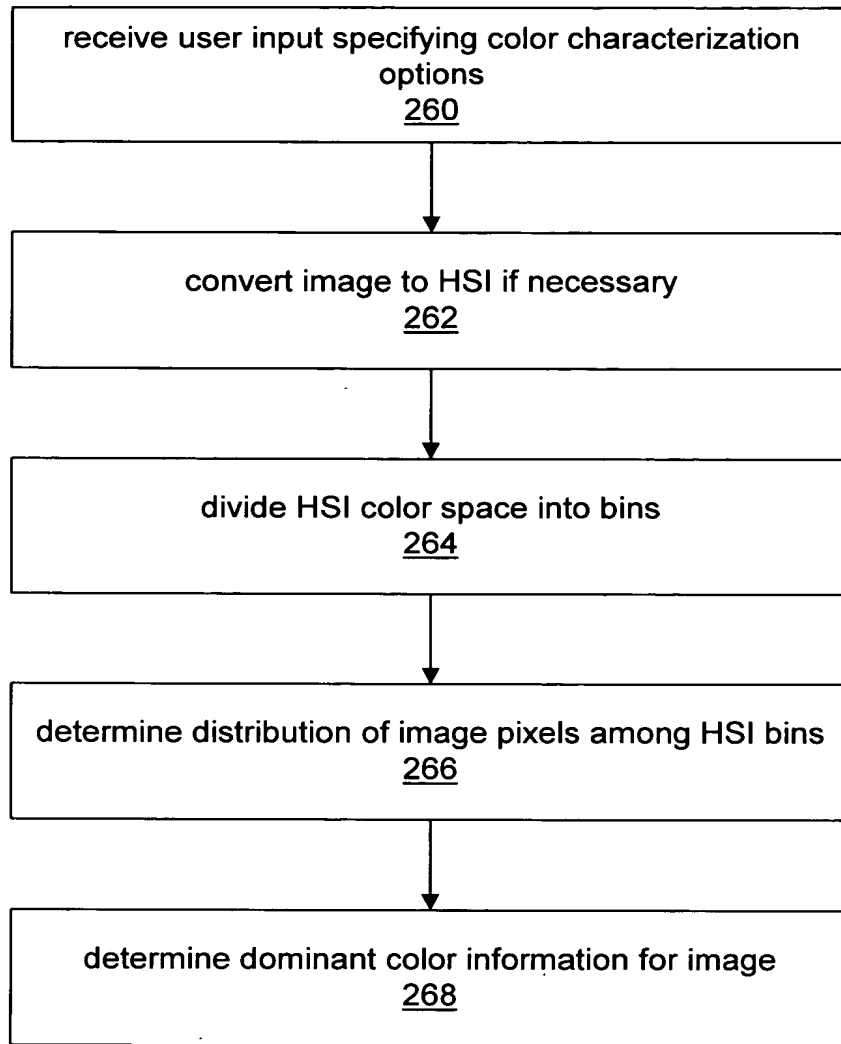 receive user input specifying color characterization
options
260
convert image to HSI if necessary
262
divide HSI color space into bins
264
determine distribution of image pixels among HSI bins
266
determine dominant color information for image
268